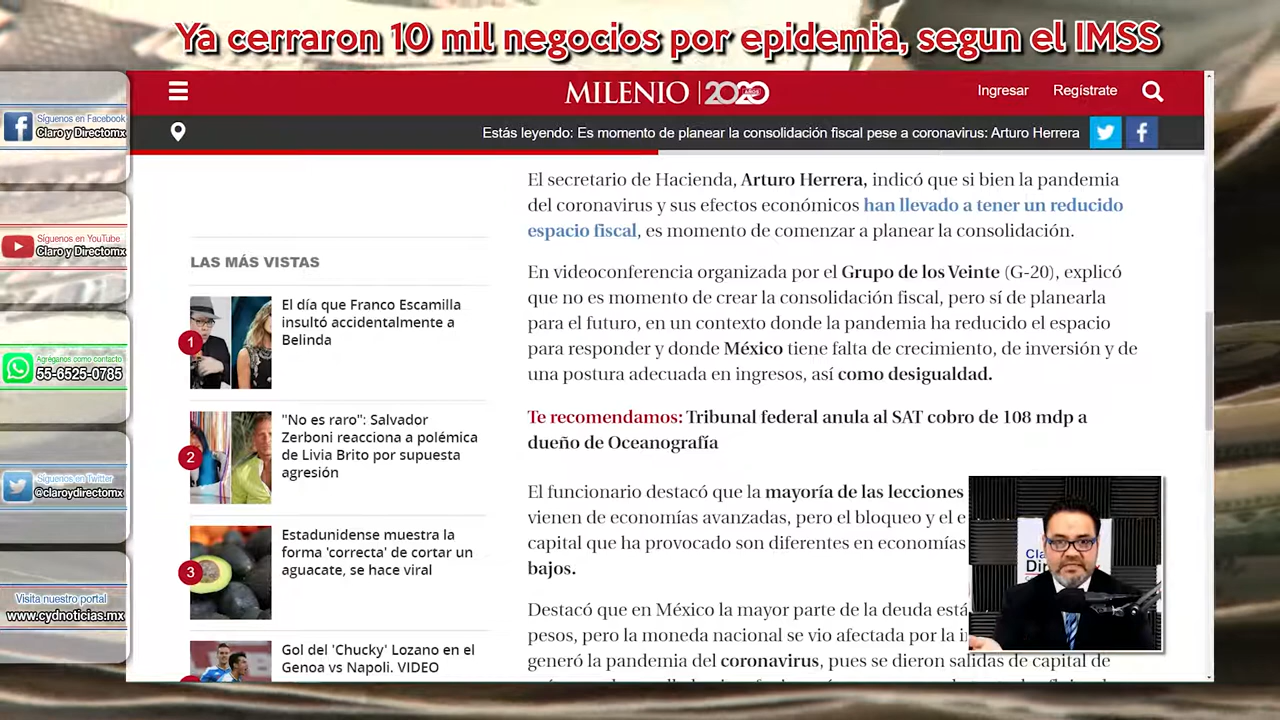 Ya cerraron 10 mil negocios por epidemia, segun el IMSS
MILENIO 2020 AÑOS
Ingresar
Regístrate
Estás leyendo: Es momento de planear la consolidación fiscal pese a coronavirus: Arturo Herrera
Síguenos en Facebook
Claro y Directomx
Síguenos en YouTube
Claro y Directomx
Agréganos como contacto
55-6525-0785
Síguenos en Twitter
@claroydirectomx
Visita nuestro portal
www.cydnoticias.mx
LAS MÁS VISTAS
1
El día que Franco Escamilla
insultó accidentalmente a
Belinda
2
"No es raro": Salvador
Zerboni reacciona a polémica
de Livia Brito por supuesta
agresión
3
Estadunidense muestra la
forma 'correcta' de cortar un
aguacate, se hace viral
Gol del 'Chucky' Lozano en el
Genoa vs Napoli. VIDEO
El secretario de Hacienda, Arturo Herrera, indicó que si bien la pandemia
del coronavirus y sus efectos económicos han llevado a tener un reducido
espacio fiscal, es momento de comenzar a planear la consolidación.
En videoconferencia organizada por el Grupo de los Veinte (G-20), explicó
que no es momento de crear la consolidación fiscal, pero sí de planearla
para el futuro, en un contexto donde la pandemia ha reducido el espacio
para responder y donde México tiene falta de crecimiento, de inversión y de
una postura adecuada en ingresos, así como desigualdad.
Te recomendamos: Tribunal federal anula al SAT cobro de 108 mdp a
dueño de Oceanografía
El funcionario destacó que la mayoría de las lecciones
vienen de economías avanzadas, pero el bloqueo y el e
capital que ha provocado son diferentes en economías
bajos.
Destacó que en México la mayor parte de la deuda está
pesos, pero la moneda nacional se vio afectada por la i
generó la pandemia del coronavirus, pues se dieron salidas de capital de